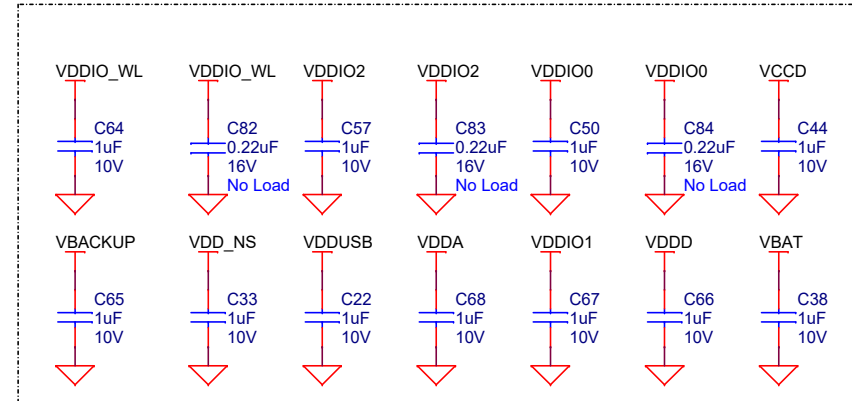 VDDIO_WL VDDIO_WL VDDIO2 VDDIO2 VDDIO0 VDDIO0 VCCD
C64 C82 C57 C83 C50 C84 C44
1uF 0.22uF 1uF 0.22uF 1uF 0.22uF 1uF
10V 16V 10V 16V 10V 16V 10V
No Load No Load No Load
VBACKUP VDD_NS VDDUSB VDDA VDDIO1 VDDD VBAT
C65 C33 C22 C68 C67 C66 C38
1uF 1uF 1uF 1uF 1uF 1uF 1uF
10V 10V 10V 10V 10V 10V 10V